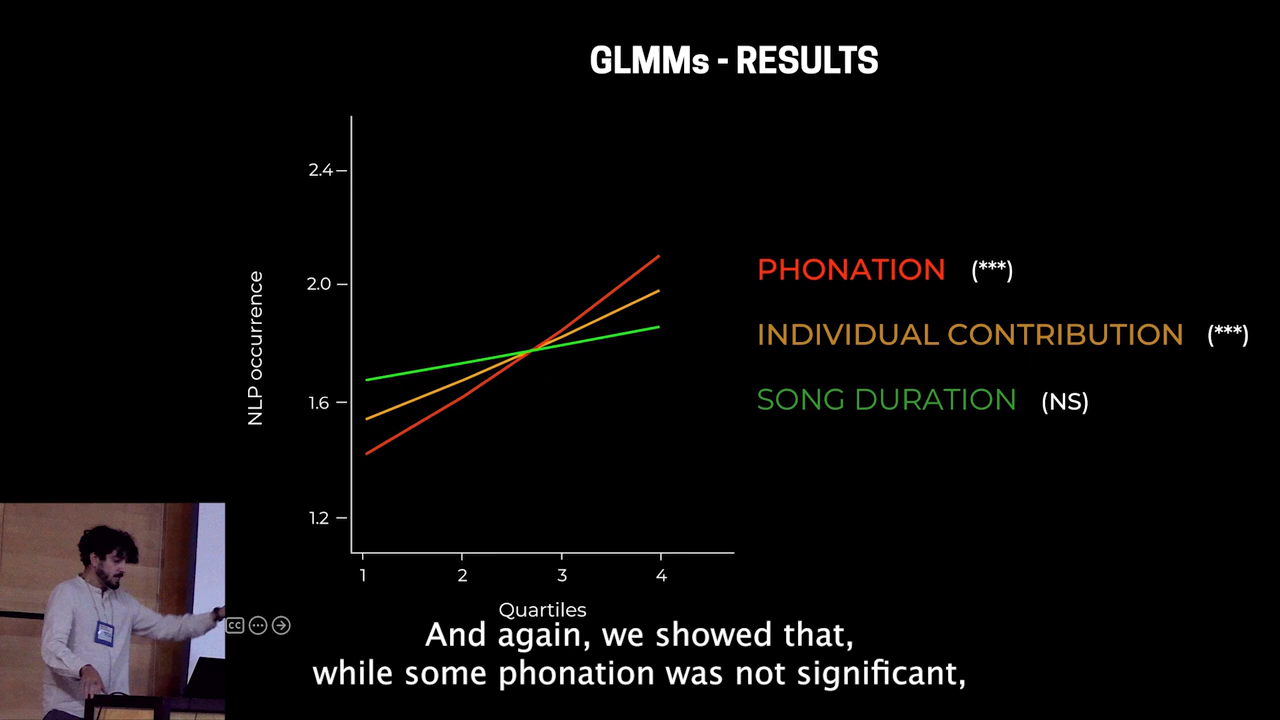 GLMMs - RESULTS
2.4
2.0
1.6
1.2
NLP occurrence
1
2
3
4
Quartiles
PHONATION (***)
INDIVIDUAL CONTRIBUTION (***)
SONG DURATION (NS)
CC
And again, we showed that,
while some phonation was not significant,